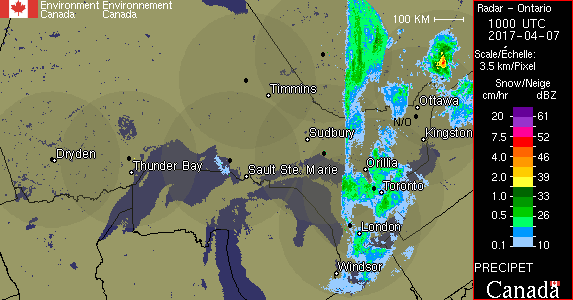 Environment Environnement
Canada Canada
100 KM
Timmins
Ottawa
N/O
Sudbury
Kingston
Dryden
Thunder Bay
Sault Ste. Marie
Orillia
Toronto
London
Windsor
Radar - Ontario
1000 UTC
2017-04-07
Scale/Échelle:
3.5 km/Pixel
Snow/Neige
cm/hr dBZ
20 61
7.5 52
4.0 46
2.0 39
1.0 33
0.5 26
0.1 10
PRECIPET
Canada